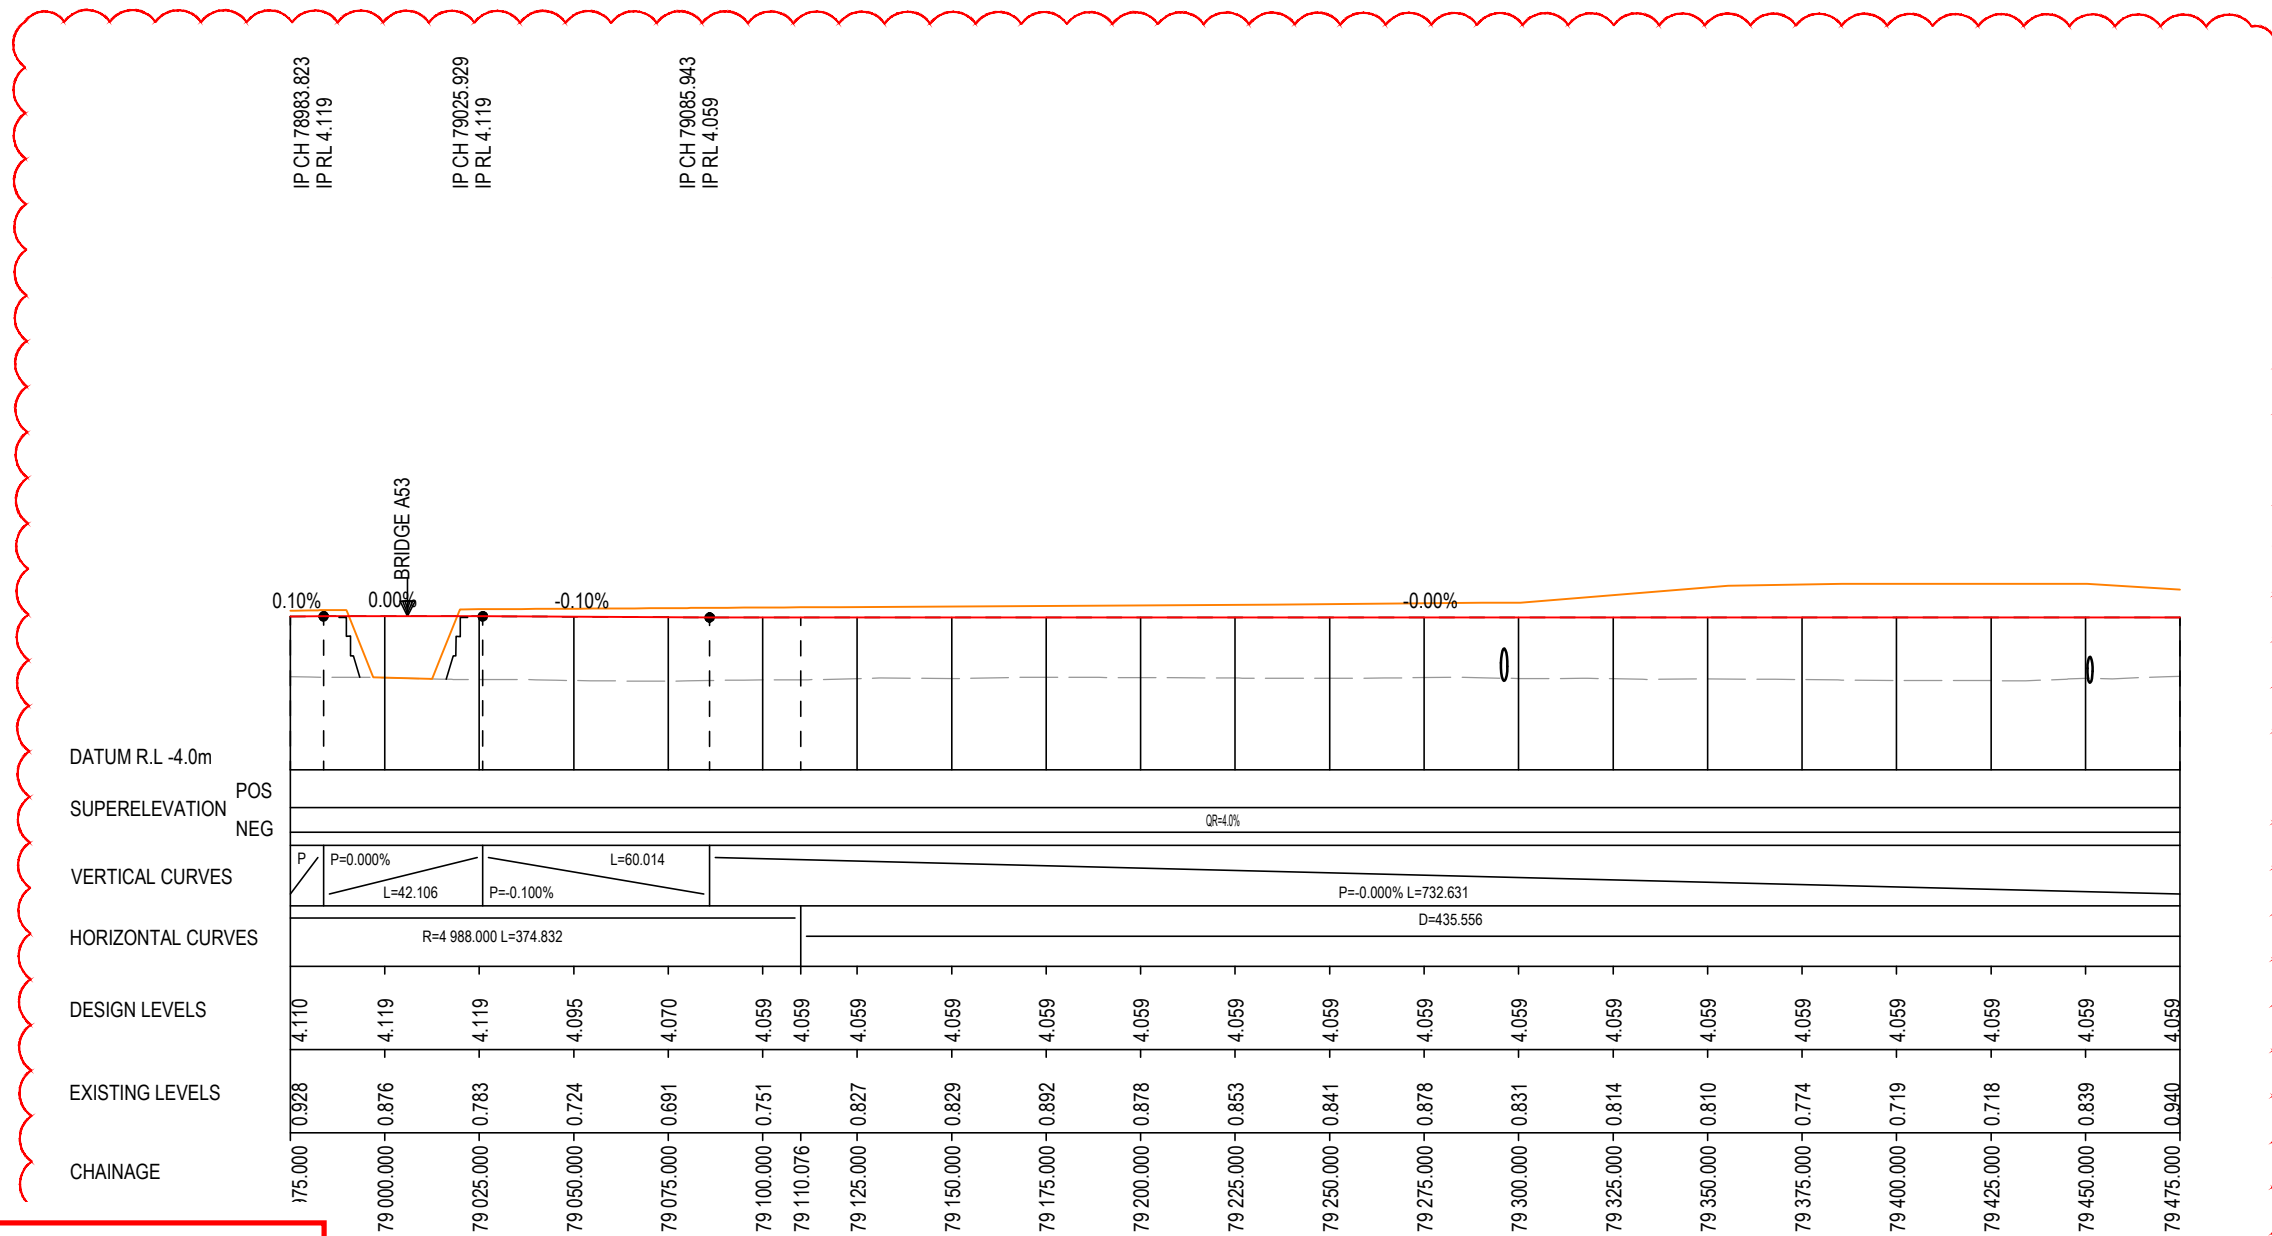 IP CH 78983.823
IP RL 4.119
IP CH 79025.929
IP RL 4.119
IP CH 79085.943
IP RL 4.059
BRIDGE A53
0.10%
0.00%
-0.10%
-0.00%
DATUM R.L -4.0m
SUPERELEVATION
POS
NEG
QR=4.0%
VERTICAL CURVES
P
P=0.000%
L=42.106
L=60.014
P=-0.100%
P=-0.000% L=732.631
HORIZONTAL CURVES
R=4 988.000 L=374.832
D=435.556
DESIGN LEVELS
4.110 4.119 4.119 4.095 4.070 4.059 4.059 4.059 4.059 4.059 4.059 4.059 4.059 4.059 4.059 4.059 4.059 4.059 4.059 4.059 4.059 4.059
EXISTING LEVELS
0.928 0.876 0.783 0.724 0.691 0.751 0.827 0.829 0.892 0.878 0.853 0.841 0.878 0.831 0.814 0.810 0.774 0.719 0.718 0.839 0.940
CHAINAGE
975.000 79 000.000 79 025.000 79 050.000 79 075.000 79 100.000 79 110.076 79 125.000 79 150.000 79 175.000 79 200.000 79 225.000 79 250.000 79 275.000 79 300.000 79 325.000 79 350.000 79 375.000 79 400.000 79 425.000 79 450.000 79 475.000